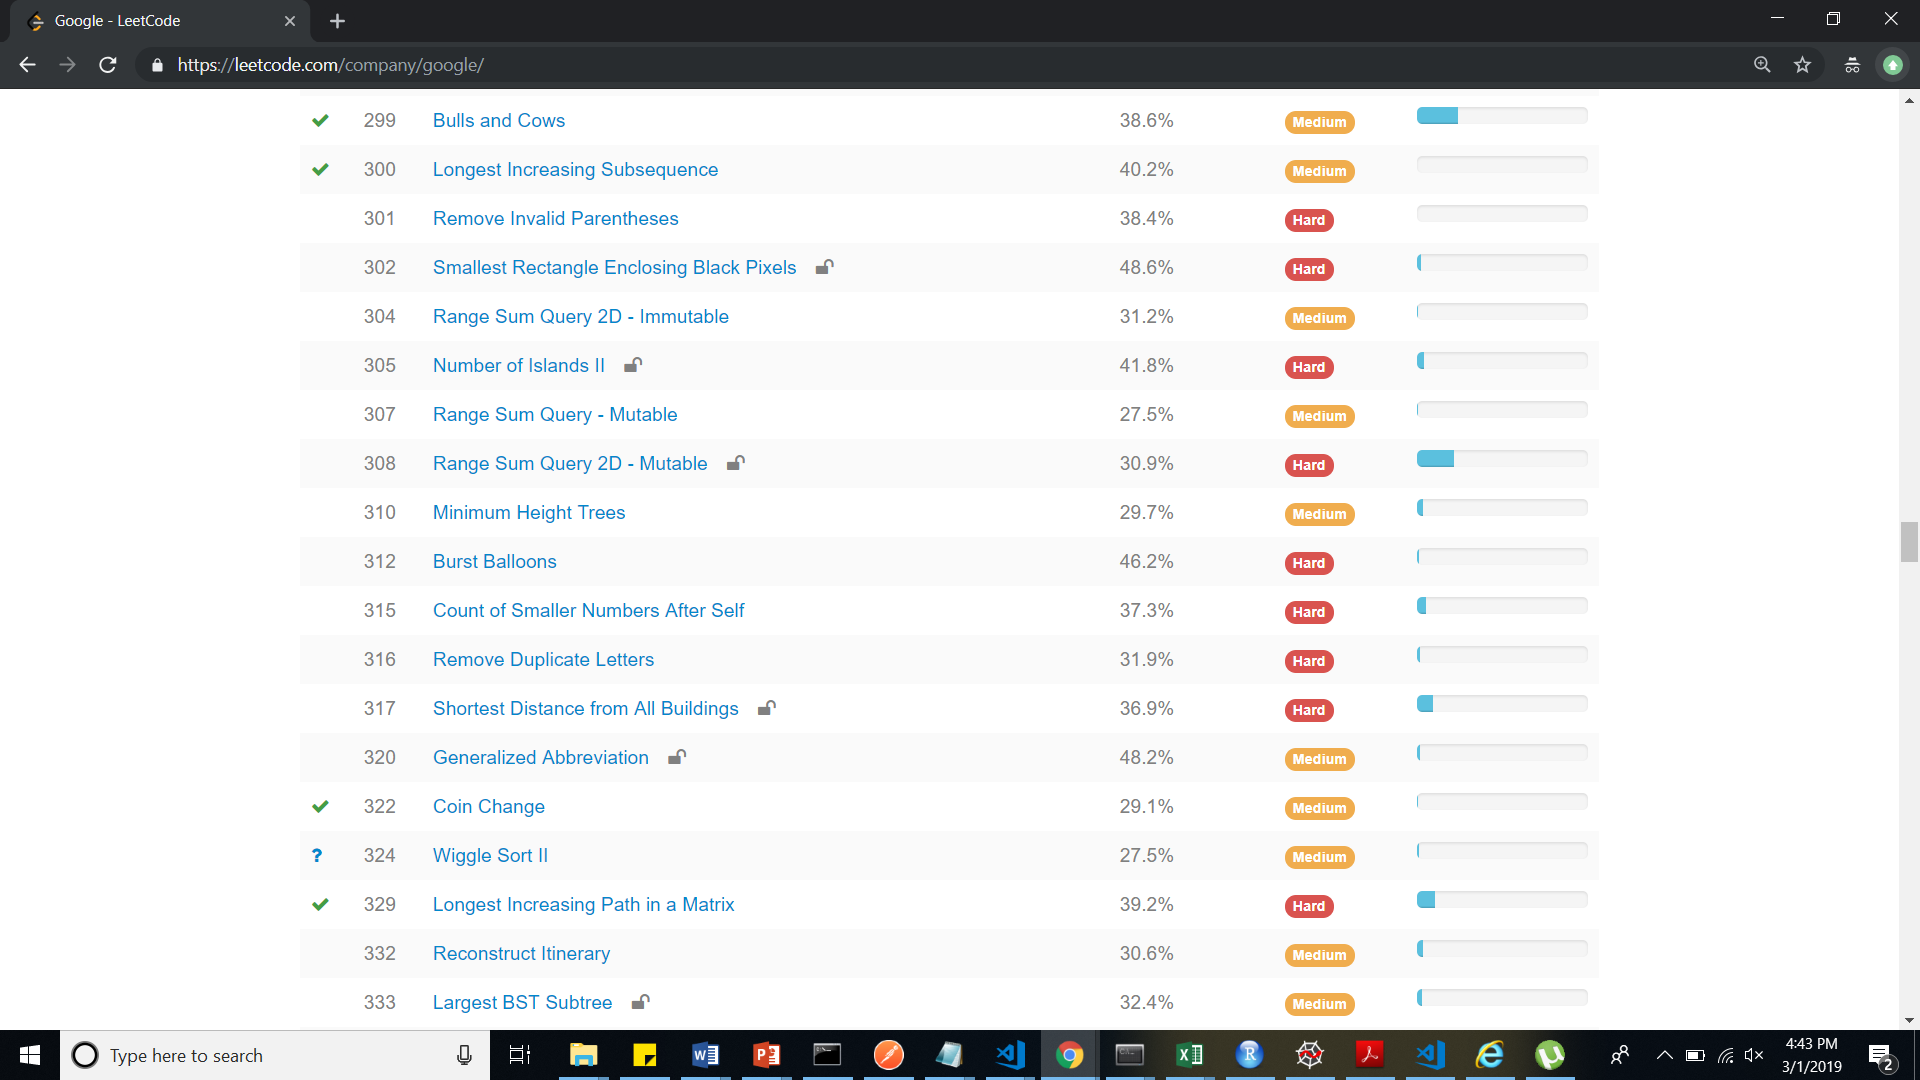 Google - LeetCode
https://leetcode.com/company/google/
299 Bulls and Cows 38.6% Medium
300 Longest Increasing Subsequence 40.2% Medium
301 Remove Invalid Parentheses 38.4% Hard
302 Smallest Rectangle Enclosing Black Pixels 48.6% Hard
304 Range Sum Query 2D - Immutable 31.2% Medium
305 Number of Islands II 41.8% Hard
307 Range Sum Query - Mutable 27.5% Medium
308 Range Sum Query 2D - Mutable 30.9% Hard
310 Minimum Height Trees 29.7% Medium
312 Burst Balloons 46.2% Hard
315 Count of Smaller Numbers After Self 37.3% Hard
316 Remove Duplicate Letters 31.9% Hard
317 Shortest Distance from All Buildings 36.9% Hard
320 Generalized Abbreviation 48.2% Medium
322 Coin Change 29.1% Medium
? 324 Wiggle Sort II 27.5% Medium
329 Longest Increasing Path in a Matrix 39.2% Hard
332 Reconstruct Itinerary 30.6% Medium
333 Largest BST Subtree 32.4% Medium
Type here to search
4:43 PM
3/1/2019
2